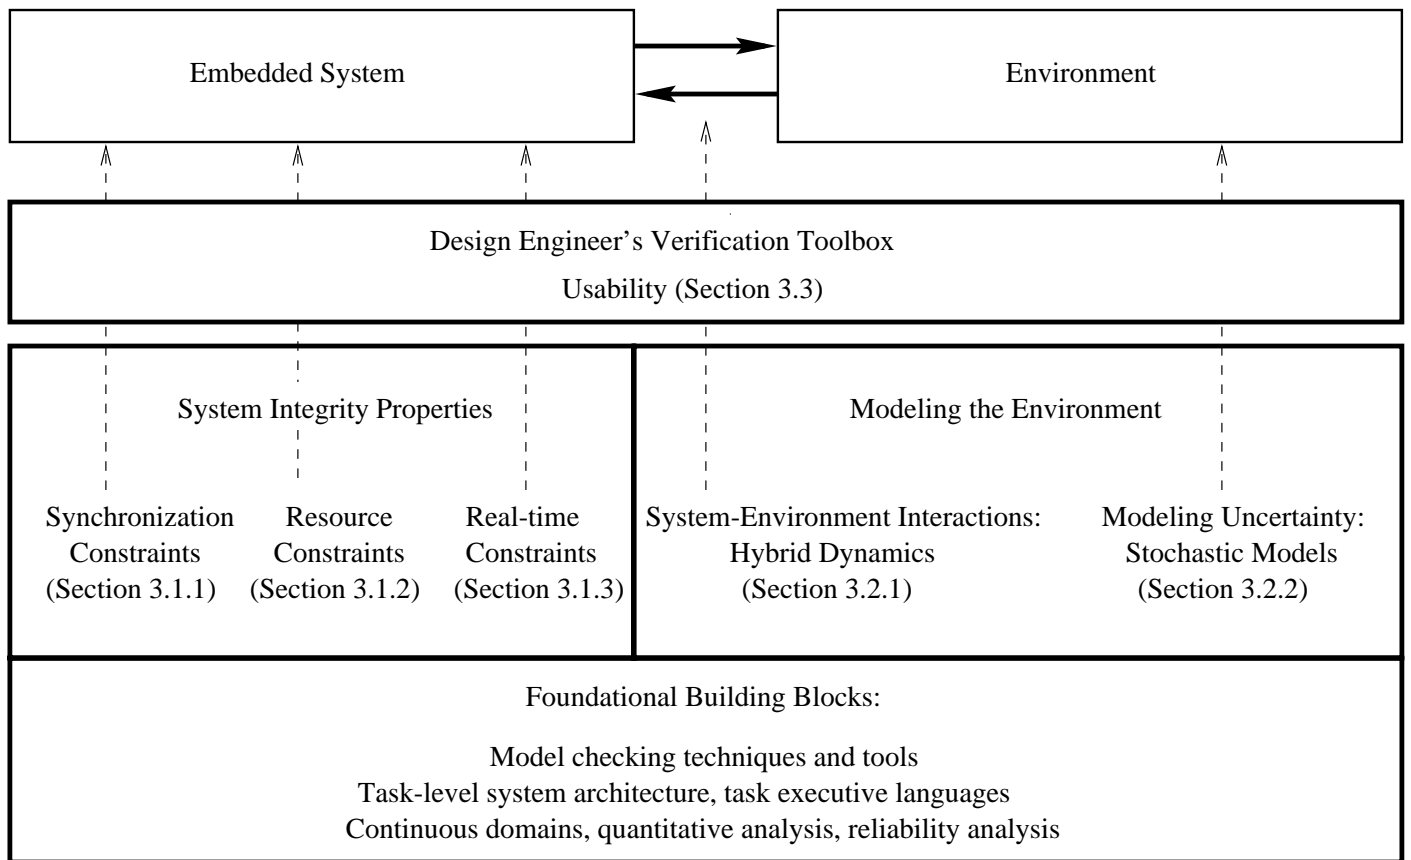 Embedded System
Environment
Design Engineer’s Verification Toolbox
Usability (Section 3.3)
System Integrity Properties
Modeling the Environment
Synchronization
Constraints
(Section 3.1.1)
Resource
Constraints
(Section 3.1.2)
Real-time
Constraints
(Section 3.1.3)
System-Environment Interactions:
Hybrid Dynamics
(Section 3.2.1)
Modeling Uncertainty:
Stochastic Models
(Section 3.2.2)
Foundational Building Blocks:
Model checking techniques and tools
Task-level system architecture, task executive languages
Continuous domains, quantitative analysis, reliability analysis